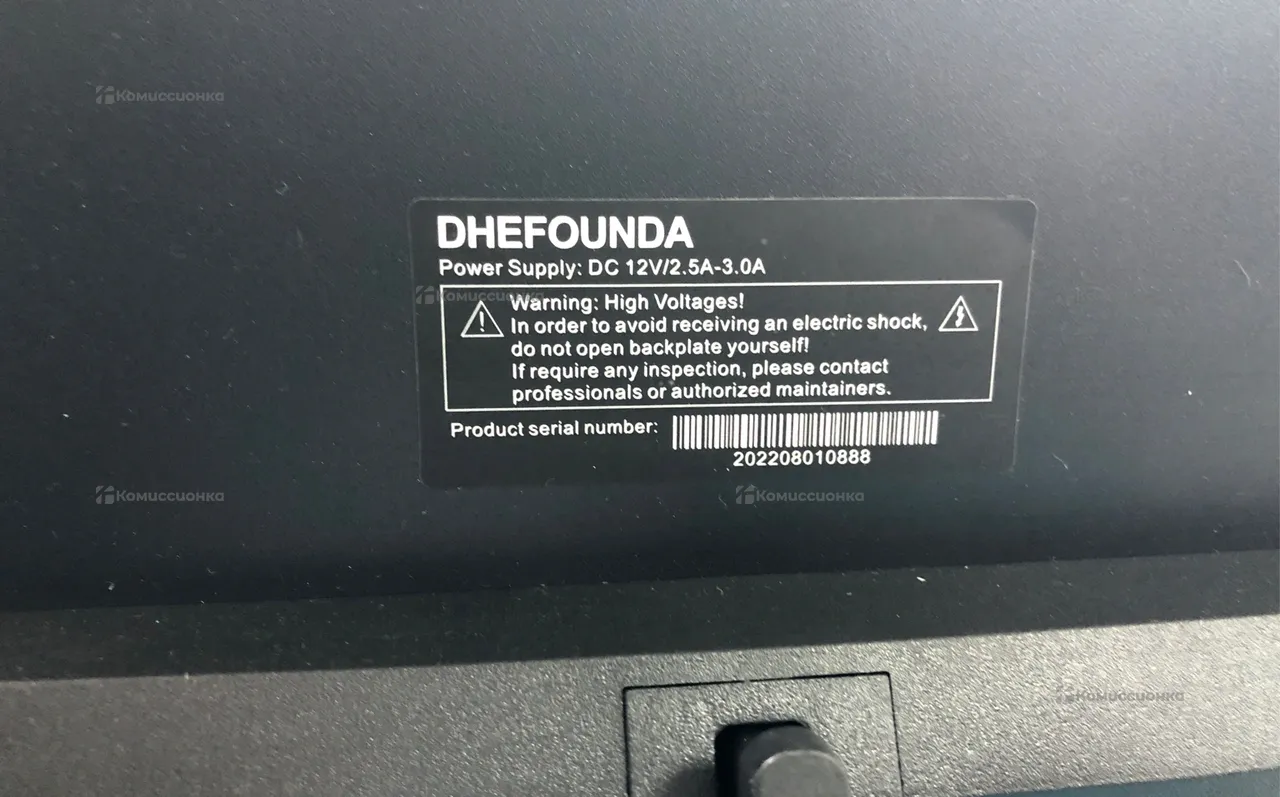 Комиссионка
DHEFOUNDA
Power Supply: DC 12V/2.5A-3.0A
Комиссионка
Warning: High Voltages!
In order to avoid receiving an electric shock,
do not open backplate yourself!
If require any inspection, please contact
professionals or authorized maintainers.
Product serial number:
202208010888
Комиссионка
Комиссионка
Комиссионка